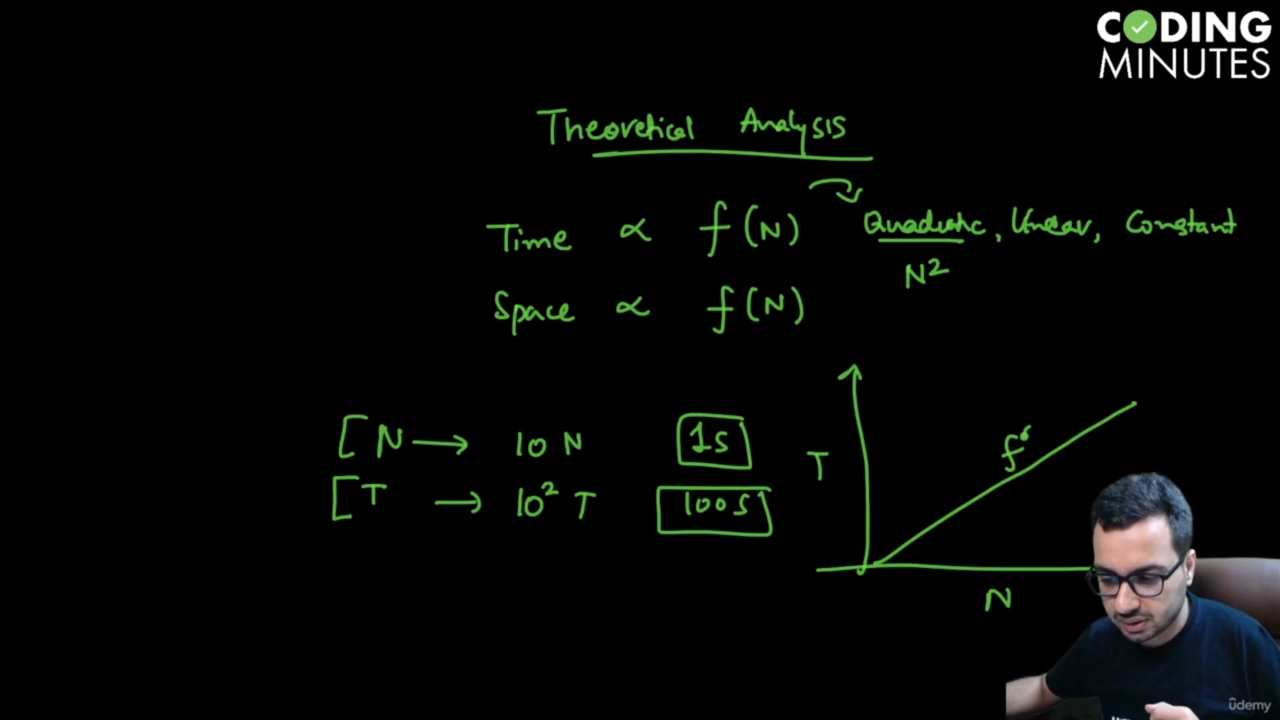 CODING
MINUTES
Theoretical Analysis
Time ∝ f(N) Quadratic, Linear, Constant
N²
Space ∝ f(N)
[N → 10 N 1s
[T → 10² T 100s
T
N
udemy